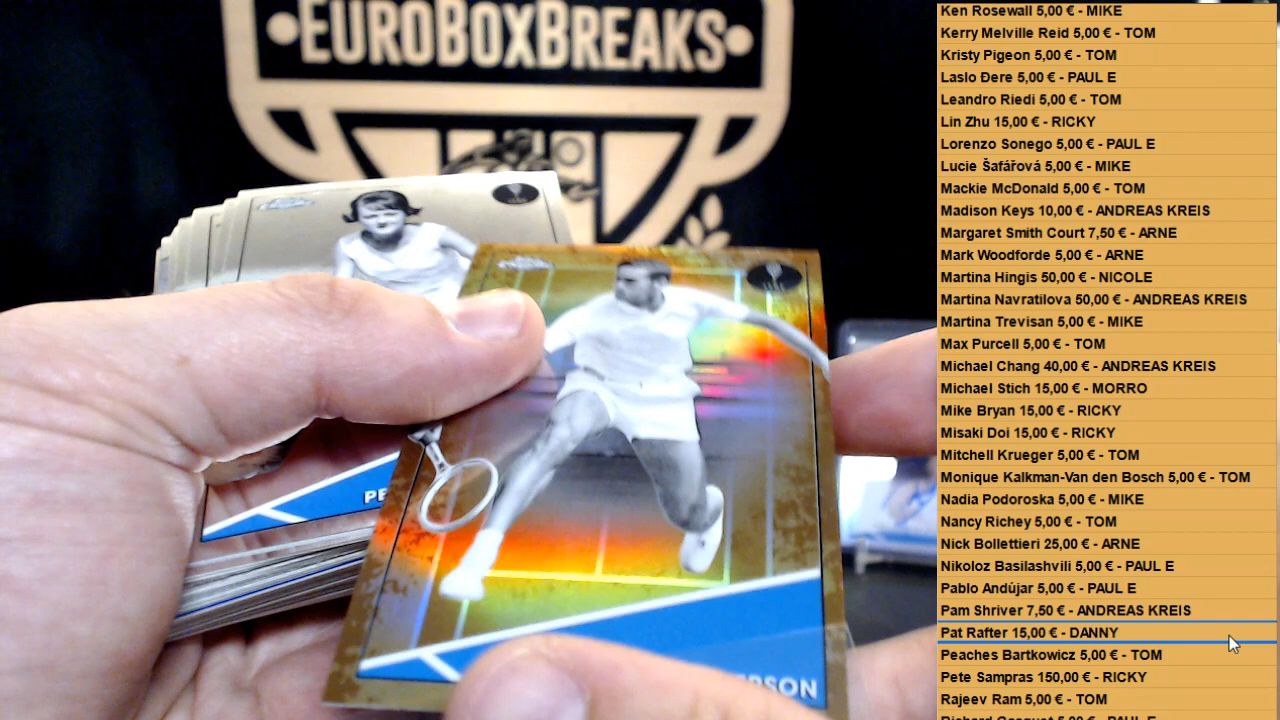 EUROBOXBREAKS
PE
RSON
Ken Rosewall 5,00 € - MIKE
Kerry Melville Reid 5,00 € - TOM
Kristy Pigeon 5,00 € - TOM
Laslo Đere 5,00 € - PAUL E
Leandro Riedi 5,00 € - TOM
Lin Zhu 15,00 € - RICKY
Lorenzo Sonego 5,00 € - PAUL E
Lucie Šafářová 5,00 € - MIKE
Mackie McDonald 5,00 € - TOM
Madison Keys 10,00 € - ANDREAS KREIS
Margaret Smith Court 7,50 € - ARNE
Mark Woodforde 5,00 € - ARNE
Martina Hingis 50,00 € - NICOLE
Martina Navratilova 50,00 € - ANDREAS KREIS
Martina Trevisan 5,00 € - MIKE
Max Purcell 5,00 € - TOM
Michael Chang 40,00 € - ANDREAS KREIS
Michael Stich 15,00 € - MORRO
Mike Bryan 15,00 € - RICKY
Misaki Doi 15,00 € - RICKY
Mitchell Krueger 5,00 € - TOM
Monique Kalkman-Van den Bosch 5,00 € - TOM
Nadia Podoroska 5,00 € - MIKE
Nancy Richey 5,00 € - TOM
Nick Bollettieri 25,00 € - ARNE
Nikoloz Basilashvili 5,00 € - PAUL E
Pablo Andújar 5,00 € - PAUL E
Pam Shriver 7,50 € - ANDREAS KREIS
Pat Rafter 15,00 € - DANNY
Peaches Bartkowicz 5,00 € - TOM
Pete Sampras 150,00 € - RICKY
Rajeev Ram 5,00 € - TOM
Richard Gasquet 5,00 € - PAUL E